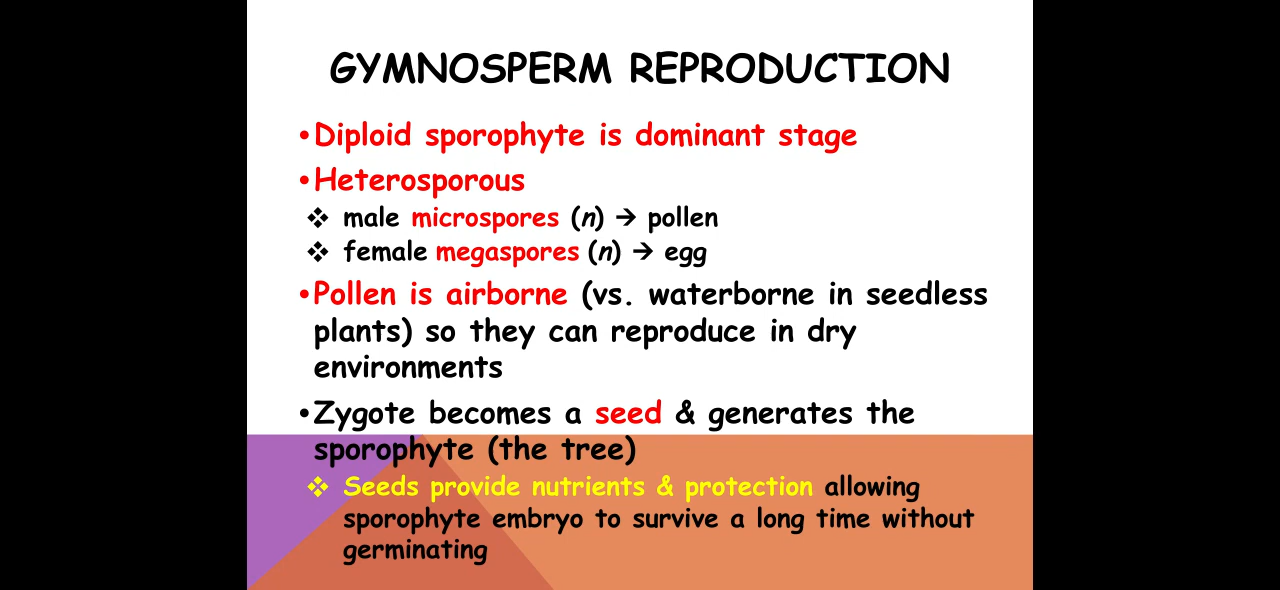 GYMNOSPERM REPRODUCTION
•Diploid sporophyte is dominant stage
•Heterosporous
❖ male microspores (n) → pollen
❖ female megaspores (n) → egg
•Pollen is airborne (vs. waterborne in seedless
plants) so they can reproduce in dry
environments
•Zygote becomes a seed & generates the
sporophyte (the tree)
❖ Seeds provide nutrients & protection allowing
sporophyte embryo to survive a long time without
germinating